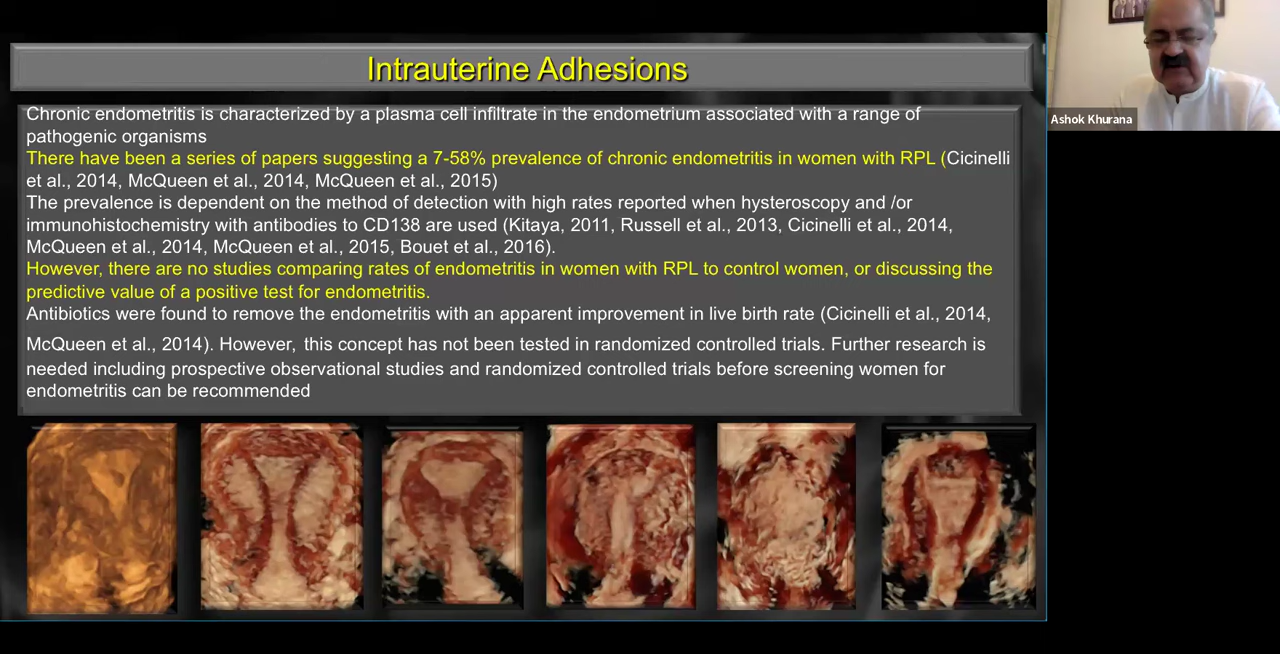 Intrauterine Adhesions
Ashok Khurana
Chronic endometritis is characterized by a plasma cell infiltrate in the endometrium associated with a range of
pathogenic organisms
There have been a series of papers suggesting a 7-58% prevalence of chronic endometritis in women with RPL (Cicinelli
et al., 2014, McQueen et al., 2014, McQueen et al., 2015)
The prevalence is dependent on the method of detection with high rates reported when hysteroscopy and /or
immunohistochemistry with antibodies to CD138 are used (Kitaya, 2011, Russell et al., 2013, Cicinelli et al., 2014,
McQueen et al., 2014, McQueen et al., 2015, Bouet et al., 2016).
However, there are no studies comparing rates of endometritis in women with RPL to control women, or discussing the
predictive value of a positive test for endometritis.
Antibiotics were found to remove the endometritis with an apparent improvement in live birth rate (Cicinelli et al., 2014,
McQueen et al., 2014). However, this concept has not been tested in randomized controlled trials. Further research is
needed including prospective observational studies and randomized controlled trials before screening women for
endometritis can be recommended